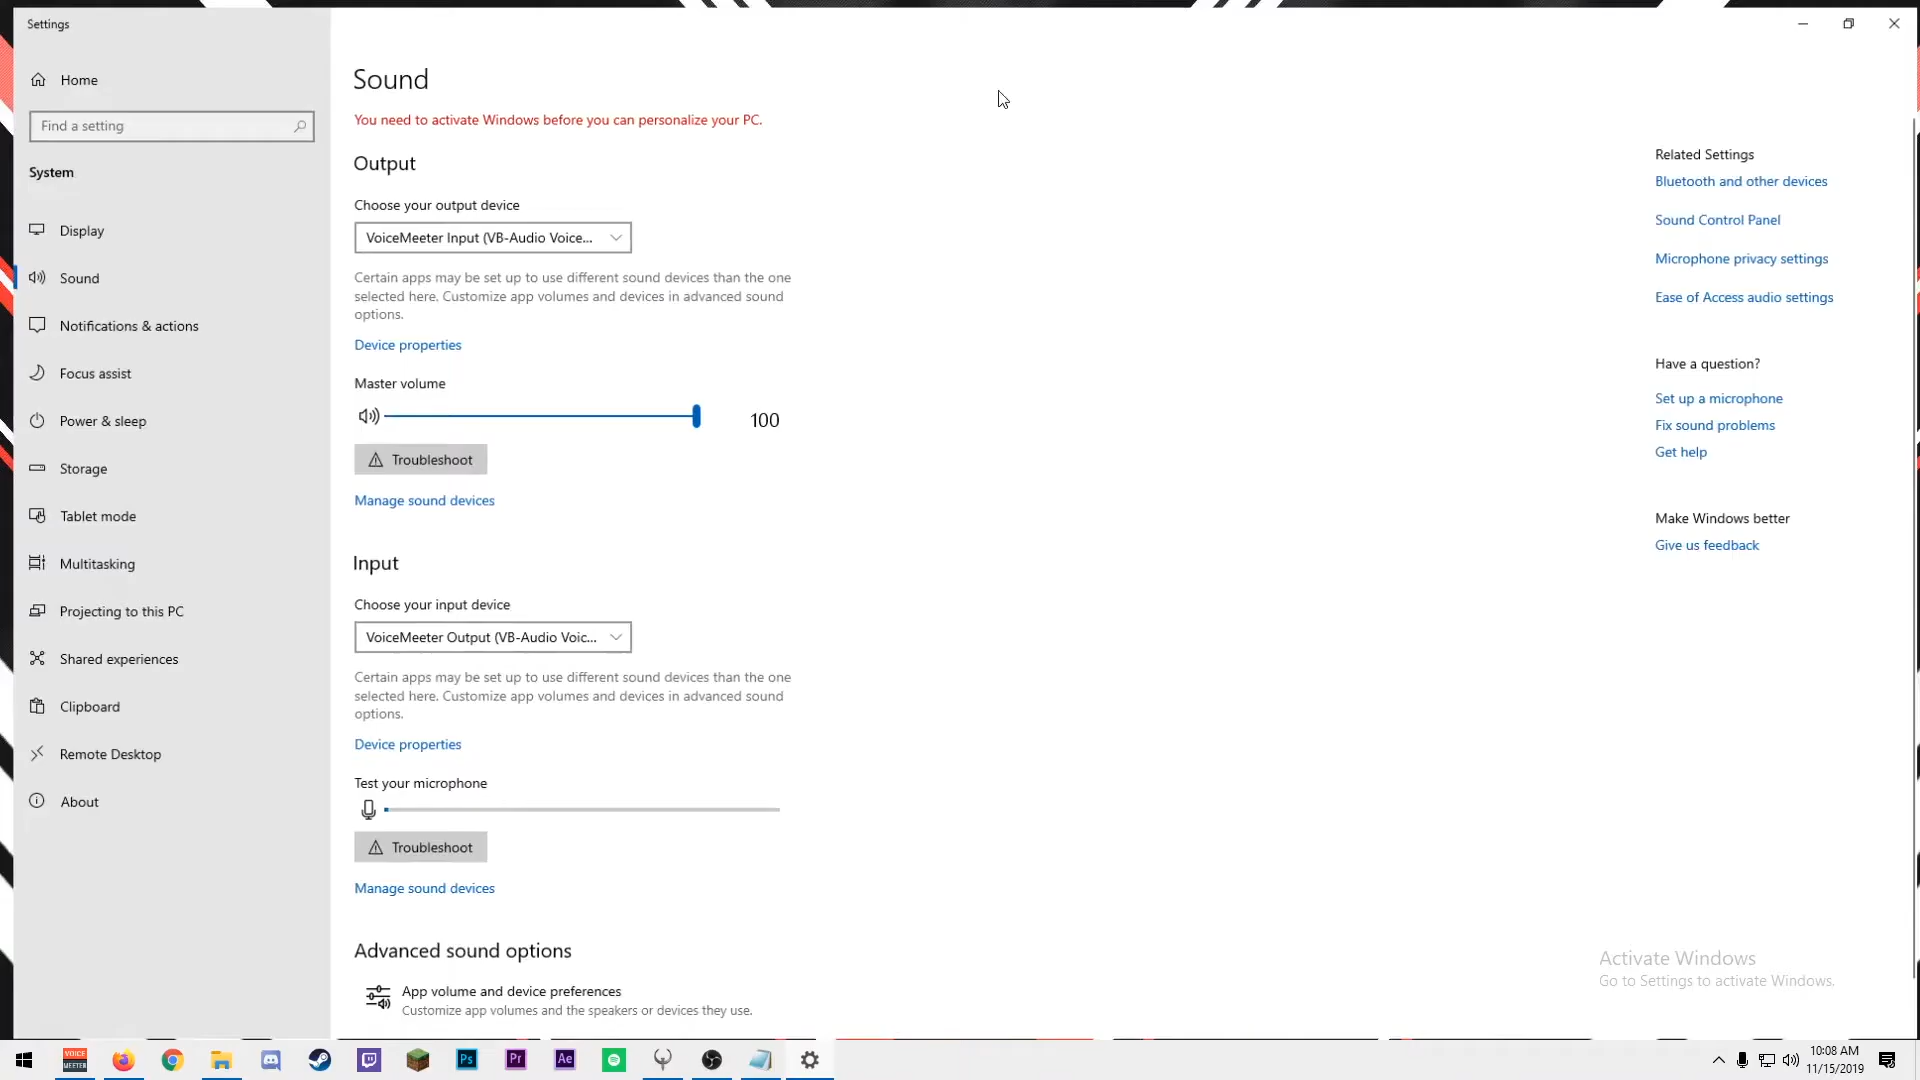 Settings
Home
Find a setting
System
Display
Sound
Notifications & actions
Focus assist
Power & sleep
Storage
Tablet mode
Multitasking
Projecting to this PC
Shared experiences
Clipboard
Remote Desktop
About
Sound
You need to activate Windows before you can personalize your PC.
Output
Choose your output device
VoiceMeeter Input (VB-Audio Voice...
Certain apps may be set up to use different sound devices than the one
selected here. Customize app volumes and devices in advanced sound
options.
Device properties
Master volume
100
Troubleshoot
Manage sound devices
Input
Choose your input device
VoiceMeeter Output (VB-Audio Voic...
Certain apps may be set up to use different sound devices than the one
selected here. Customize app volumes and devices in advanced sound
options.
Device properties
Test your microphone
Troubleshoot
Manage sound devices
Advanced sound options
App volume and device preferences
Customize app volumes and the speakers or devices they use.
Related Settings
Bluetooth and other devices
Sound Control Panel
Microphone privacy settings
Ease of Access audio settings
Have a question?
Set up a microphone
Fix sound problems
Get help
Make Windows better
Give us feedback
Activate Windows
Go to Settings to activate Windows.
VOICE
MEETER
Ps
Pr
Ae
10:08 AM
11/15/2019